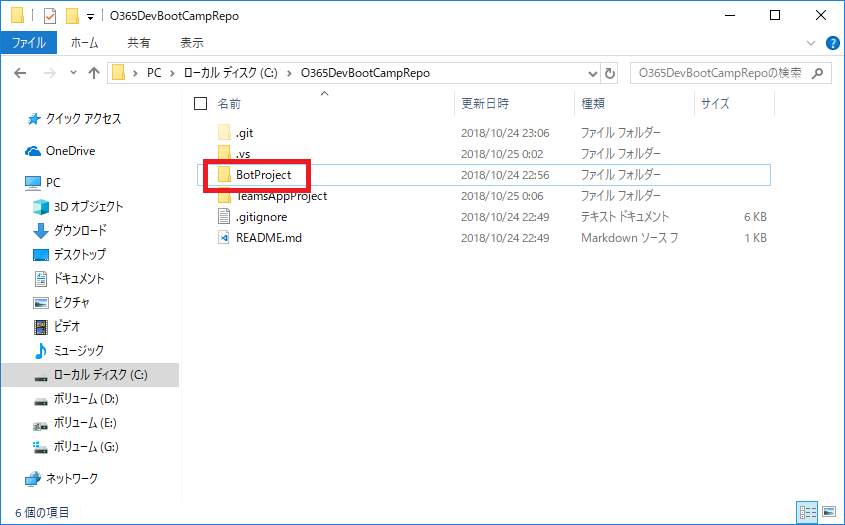 O365DevBootCampRepo
ファイル ホーム 共有 表示
PC ローカル ディスク (C:) O365DevBootCampRepo O365DevBootCampRepoの検索
名前 更新日時 種類 サイズ
.git 2018/10/24 23:06 ファイル フォルダー
.vs 2018/10/25 0:02 ファイル フォルダー
BotProject 2018/10/24 22:56 ファイル フォルダー
TeamsAppProject 2018/10/25 0:06 ファイル フォルダー
.gitignore 2018/10/24 22:49 テキスト ドキュメント 6 KB
README.md 2018/10/24 22:49 Markdown ソース フ 1 KB
クイック アクセス
OneDrive
PC
3D オブジェクト
ダウンロード
デスクトップ
ドキュメント
ピクチャ
ビデオ
ミュージック
ローカル ディスク (C:)
ボリューム (D:)
ボリューム (E:)
ボリューム (G:)
ネットワーク
6 個の項目